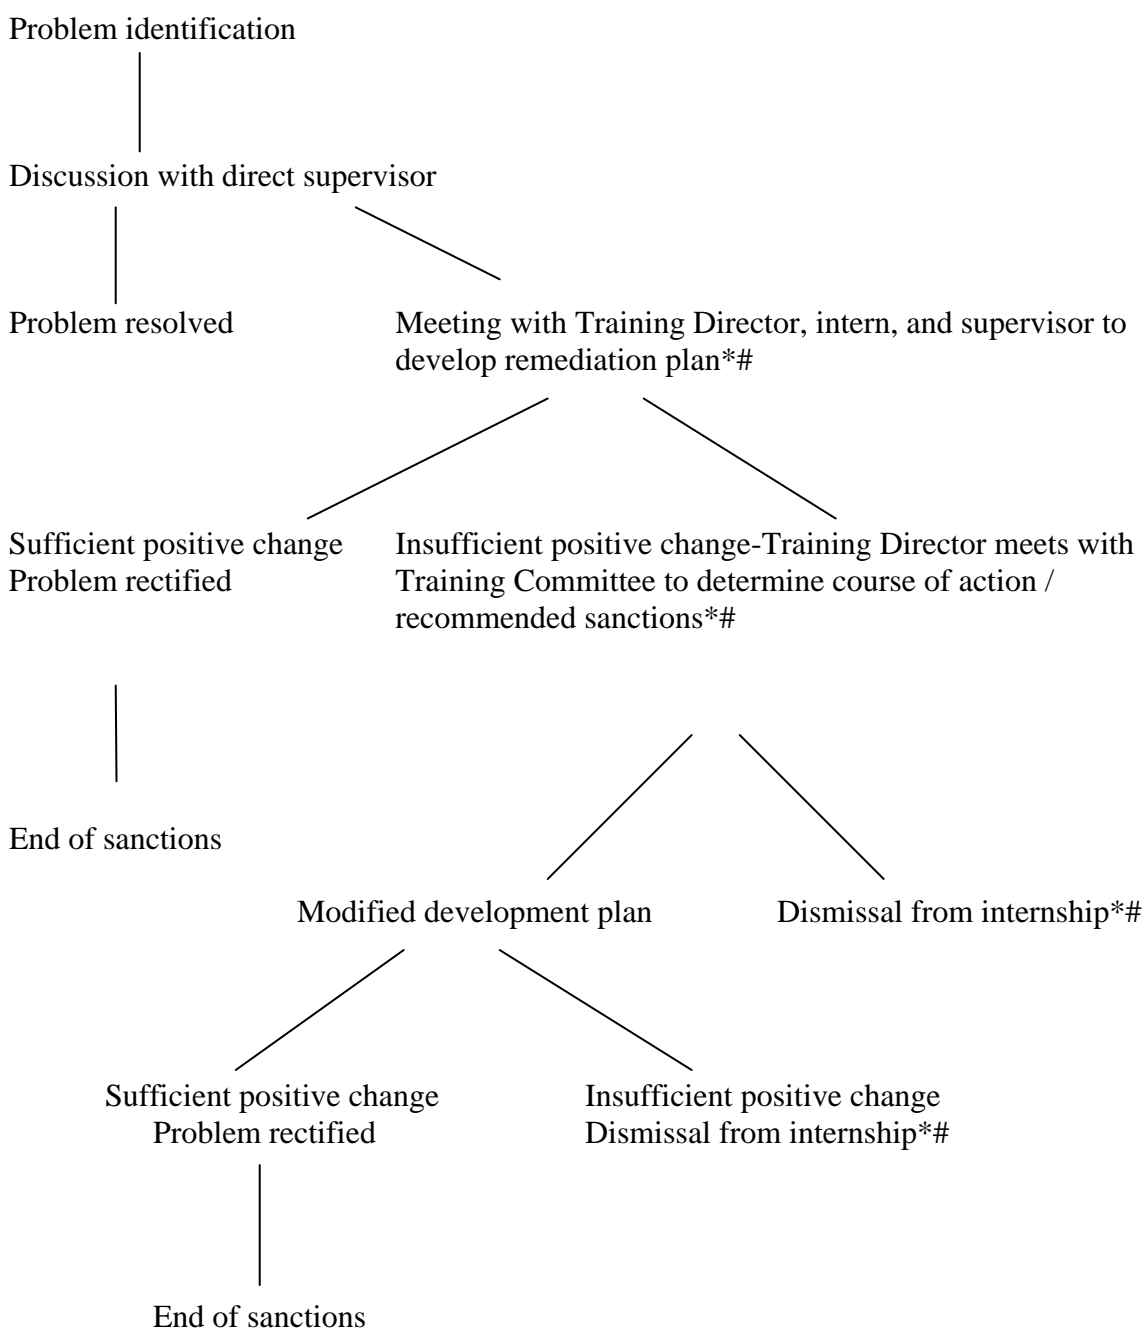 Problem identification
Discussion with direct supervisor
Problem resolved
Meeting with Training Director, intern, and supervisor to
develop remediation plan*#
Sufficient positive change
Problem rectified
Insufficient positive change-Training Director meets with
Training Committee to determine course of action /
recommended sanctions*#
End of sanctions
Modified development plan
Dismissal from internship*#
Sufficient positive change
Problem rectified
Insufficient positive change
Dismissal from internship*#
End of sanctions